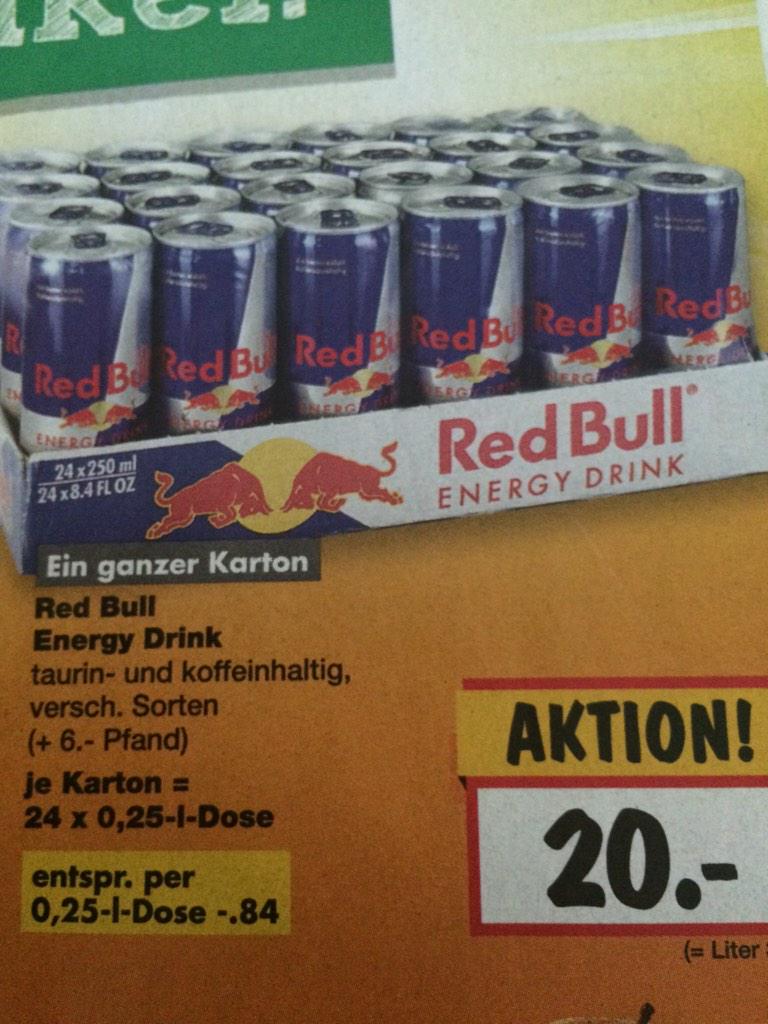 24 x 250 ml
24 x 8.4 FL OZ
Red Bull®
ENERGY DRINK
Ein ganzer Karton
Red Bull
Energy Drink
taurin- und koffeinhaltig,
versch. Sorten
(+ 6.- Pfand)
je Karton =
24 x 0,25-l-Dose
entspr. per
0,25-l-Dose -.84
AKTION!
20.-
(= Liter